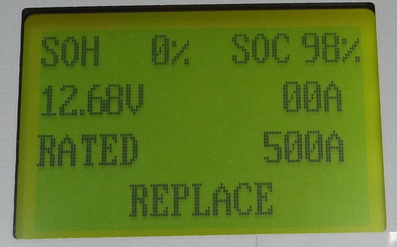 SOH 0% SOC 98%
12.68V 00A
RATED 500A
REPLACE